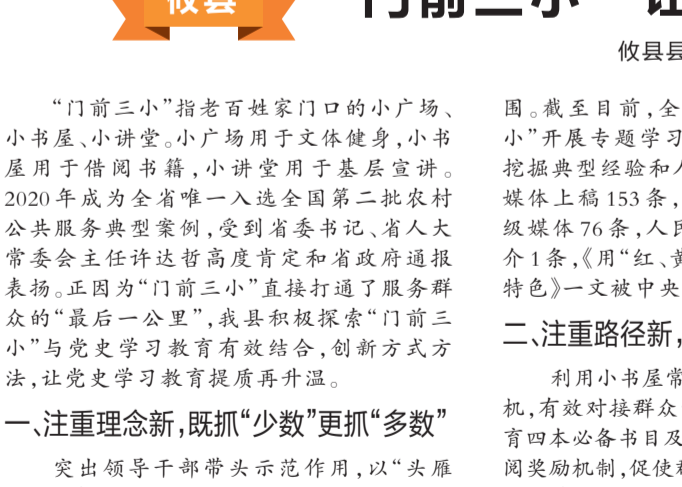 攸县
门前三小
攸县县
“门前三小”指老百姓家门口的小广场、
小书屋、小讲堂。小广场用于文体健身,小书
屋用于借阅书籍,小讲堂用于基层宣讲。
2020年成为全省唯一入选全国第二批农村
公共服务典型案例,受到省委书记、省人大
常委会主任许达哲高度肯定和省政府通报
表扬。正因为“门前三小”直接打通了服务群
众的“最后一公里”,我县积极探索“门前三
小”与党史学习教育有效结合,创新方式方
法,让党史学习教育提质再升温。
一、注重理念新,既抓“少数”更抓“多数”
突出领导干部带头示范作用,以“头雁
围。截至目前,全
小”开展专题学习
挖掘典型经验和
媒体上稿153条,
级媒体76条,人民
介1条,《用“红、黄
特色》一文被中央
二、注重路径新,
利用小书屋常
机,有效对接群众
育四本必备书目及
阅奖励机制,促使